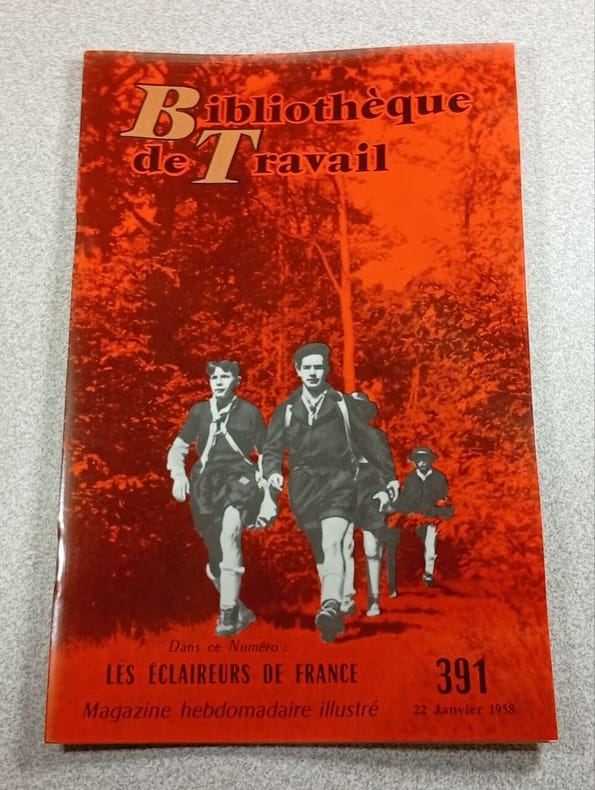 Bibliothèque
de Travail
Dans ce Numéro :
LES ÉCLAIREURS DE FRANCE
391
Magazine hebdomadaire illustré
22 Janvier 1958